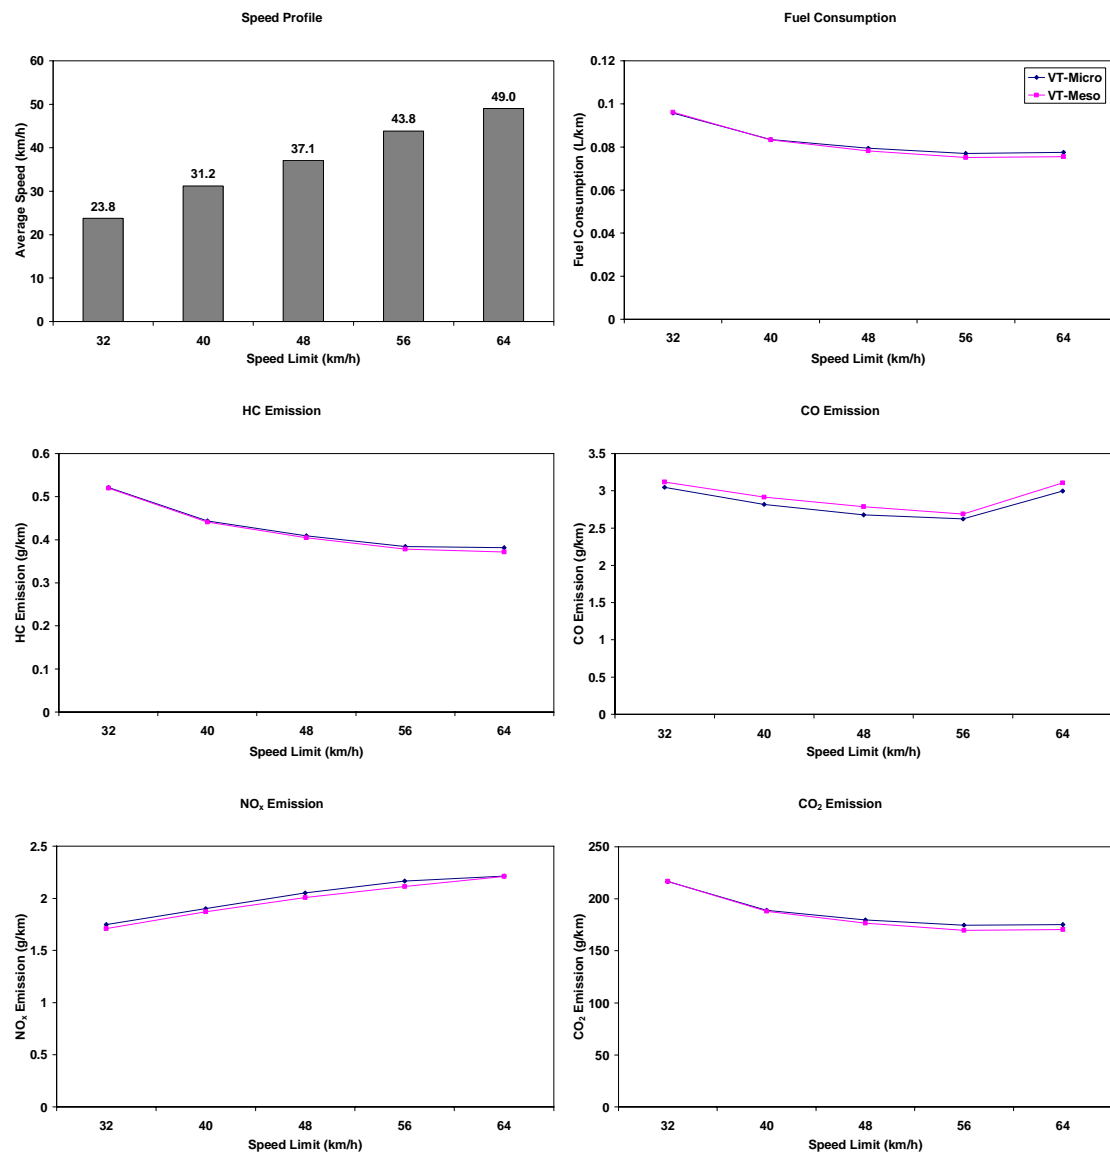 Speed Profile
60
50
40
30
20
10
0
Average Speed (km/h)
23.8
31.2
37.1
43.8
49.0
32 40 48 56 64
Speed Limit (km/h)
Fuel Consumption
0.12
0.1
0.08
0.06
0.04
0.02
0
Fuel Consumption (L/km)
VT-Micro
VT-Meso
32 40 48 56 64
Speed Limit (km/h)
HC Emission
0.6
0.5
0.4
0.3
0.2
0.1
0
HC Emission (g/km)
32 40 48 56 64
Speed Limit (km/h)
CO Emission
3.5
3
2.5
2
1.5
1
0.5
0
CO Emission (g/km)
32 40 48 56 64
Speed Limit (km/h)
NOₓ Emission
2.5
2
1.5
1
0.5
0
NOₓ Emission (g/km)
32 40 48 56 64
Speed Limit (km/h)
CO₂ Emission
250
200
150
100
50
0
CO₂ Emission (g/km)
32 40 48 56 64
Speed Limit (km/h)